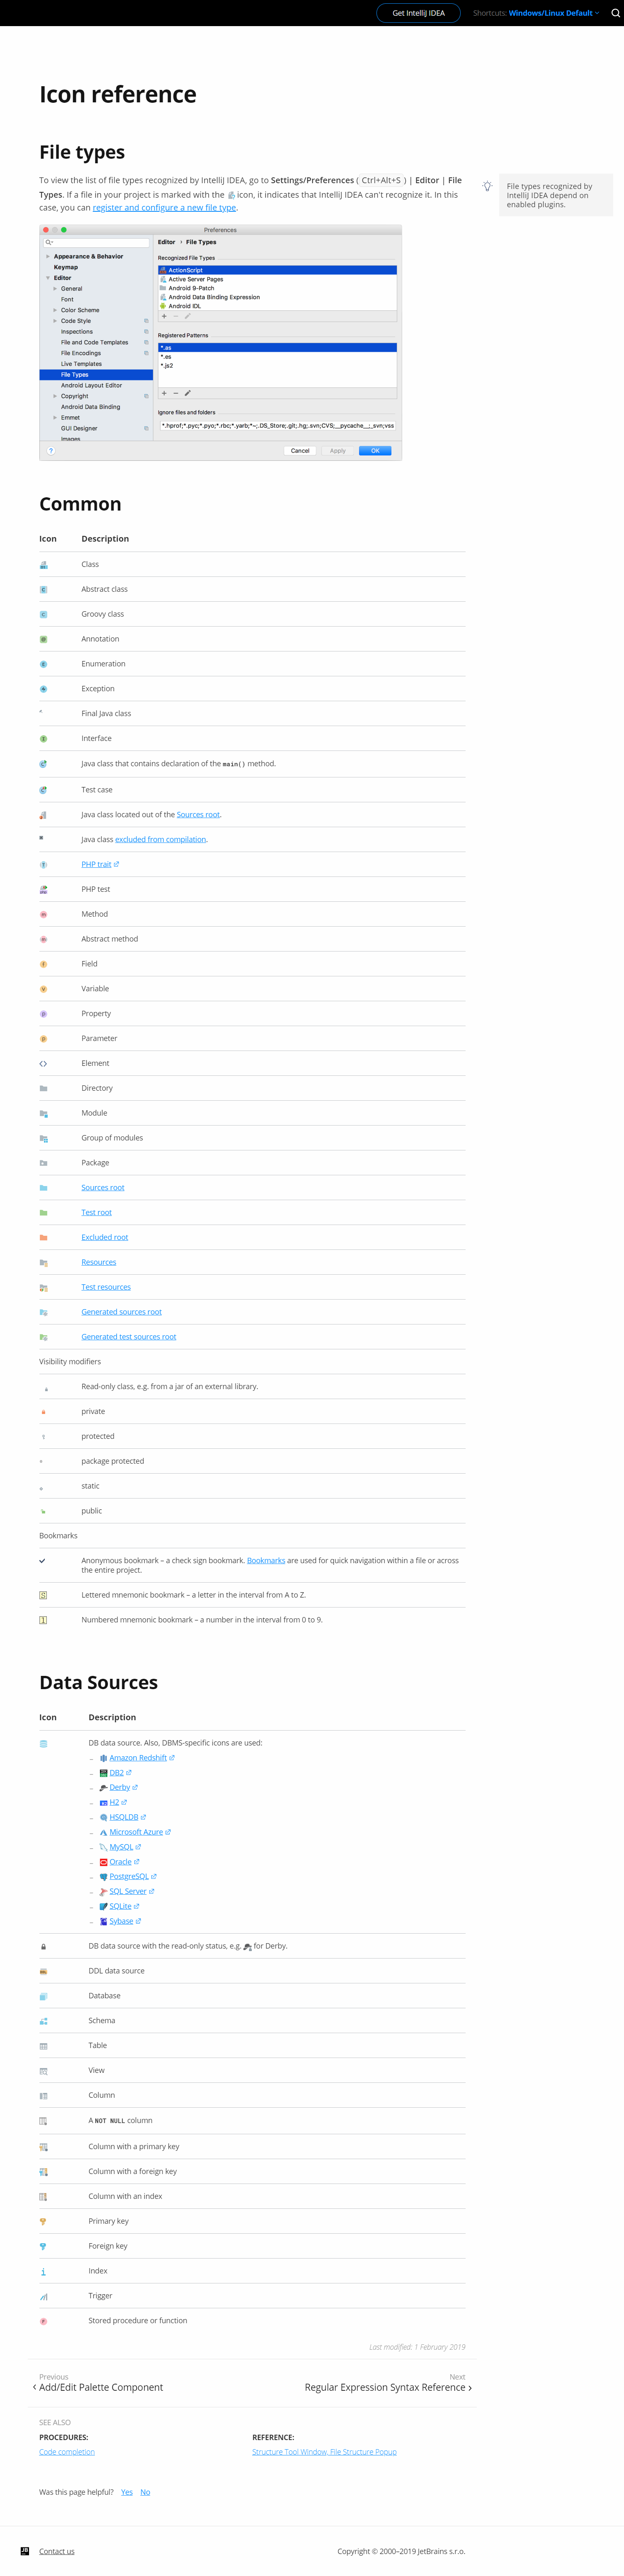 Get IntelliJ IDEA
Shortcuts: Windows/Linux Default
Icon reference
File types
To view the list of file types recognized by IntelliJ IDEA, go to Settings/Preferences ( Ctrl+Alt+S ) | Editor | File
Types. If a file in your project is marked with the icon, it indicates that IntelliJ IDEA can't recognize it. In this
case, you can register and configure a new file type.
File types recognized by
IntelliJ IDEA depend on
enabled plugins.
Preferences
Appearance & Behavior
Keymap
Editor
General
Font
Color Scheme
Code Style
Inspections
File and Code Templates
File Encodings
Live Templates
File Types
Android Layout Editor
Copyright
Android Data Binding
Emmet
GUI Designer
Images
Editor › File Types
Recognized File Types
ActionScript
Active Server Pages
Android 9-Patch
Android Data Binding Expression
Android IDL
Registered Patterns
*.as
*.es
*.js2
Ignore files and folders
*.hprof;*.pyc;*.pyo;*.rbc;*.yarb;*~;.DS_Store;.git;.hg;.svn;CVS;__pycache__;_svn;vss
?
Cancel
Apply
OK
Common
Icon Description
Class
Abstract class
Groovy class
Annotation
Enumeration
Exception
Final Java class
Interface
Java class that contains declaration of the main() method.
Test case
Java class located out of the Sources root.
Java class excluded from compilation.
PHP trait
PHP test
Method
Abstract method
Field
Variable
Property
Parameter
Element
Directory
Module
Group of modules
Package
Sources root
Test root
Excluded root
Resources
Test resources
Generated sources root
Generated test sources root
Visibility modifiers
Read-only class, e.g. from a jar of an external library.
private
protected
package protected
static
public
Bookmarks
Anonymous bookmark – a check sign bookmark. Bookmarks are used for quick navigation within a file or across
the entire project.
Lettered mnemonic bookmark – a letter in the interval from A to Z.
Numbered mnemonic bookmark – a number in the interval from 0 to 9.
Data Sources
Icon Description
DB data source. Also, DBMS-specific icons are used:
– Amazon Redshift
– DB2
– Derby
– H2
– HSQLDB
– Microsoft Azure
– MySQL
– Oracle
– PostgreSQL
– SQL Server
– SQLite
– Sybase
DB data source with the read-only status, e.g. for Derby.
DDL data source
Database
Schema
Table
View
Column
A NOT NULL column
Column with a primary key
Column with a foreign key
Column with an index
Primary key
Foreign key
Index
Trigger
Stored procedure or function
Last modified: 1 February 2019
Previous
‹ Add/Edit Palette Component
Next
Regular Expression Syntax Reference ›
SEE ALSO
PROCEDURES:
Code completion
REFERENCE:
Structure Tool Window, File Structure Popup
Was this page helpful? Yes No
JB
Contact us
Copyright © 2000–2019 JetBrains s.r.o.